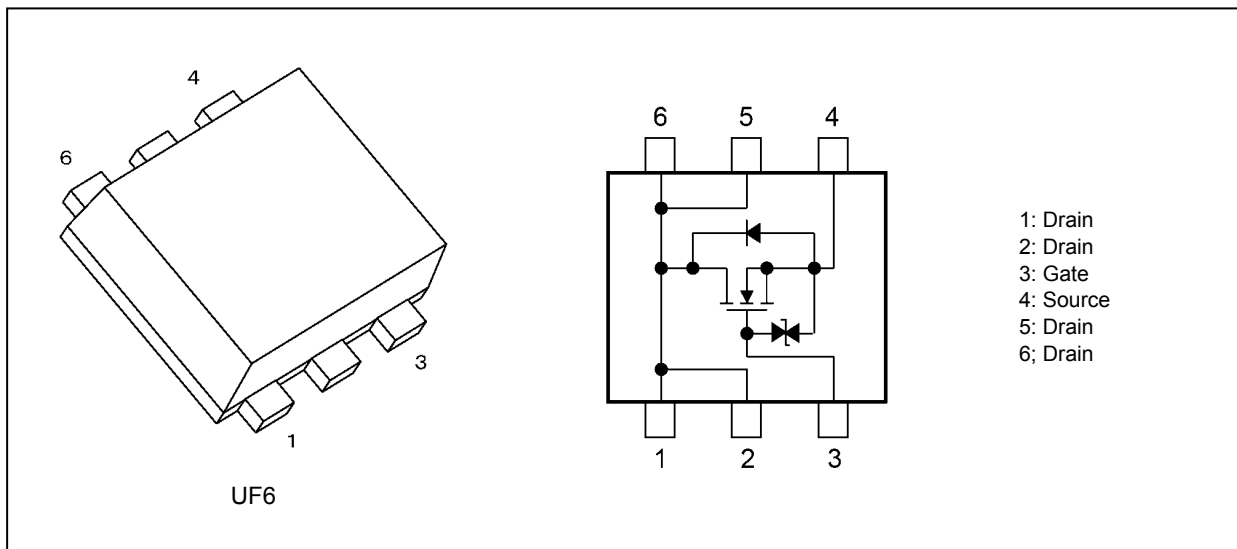 4
6
3
1
UF6
6 5 4
1 2 3
1: Drain
2: Drain
3: Gate
4: Source
5: Drain
6; Drain